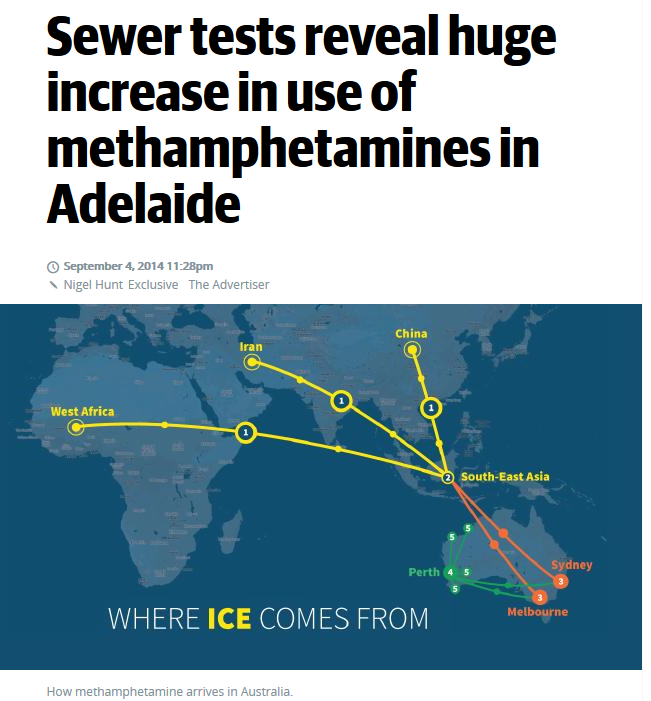 Sewer tests reveal huge
increase in use of
methamphetamines in
Adelaide
September 4, 2014 11:28pm
Nigel Hunt Exclusive The Advertiser
China
Iran
1
1
West Africa
1
2 South-East Asia
5
5
Perth 4 5
Sydney
3
5
3
Melbourne
WHERE ICE COMES FROM
How methamphetamine arrives in Australia.